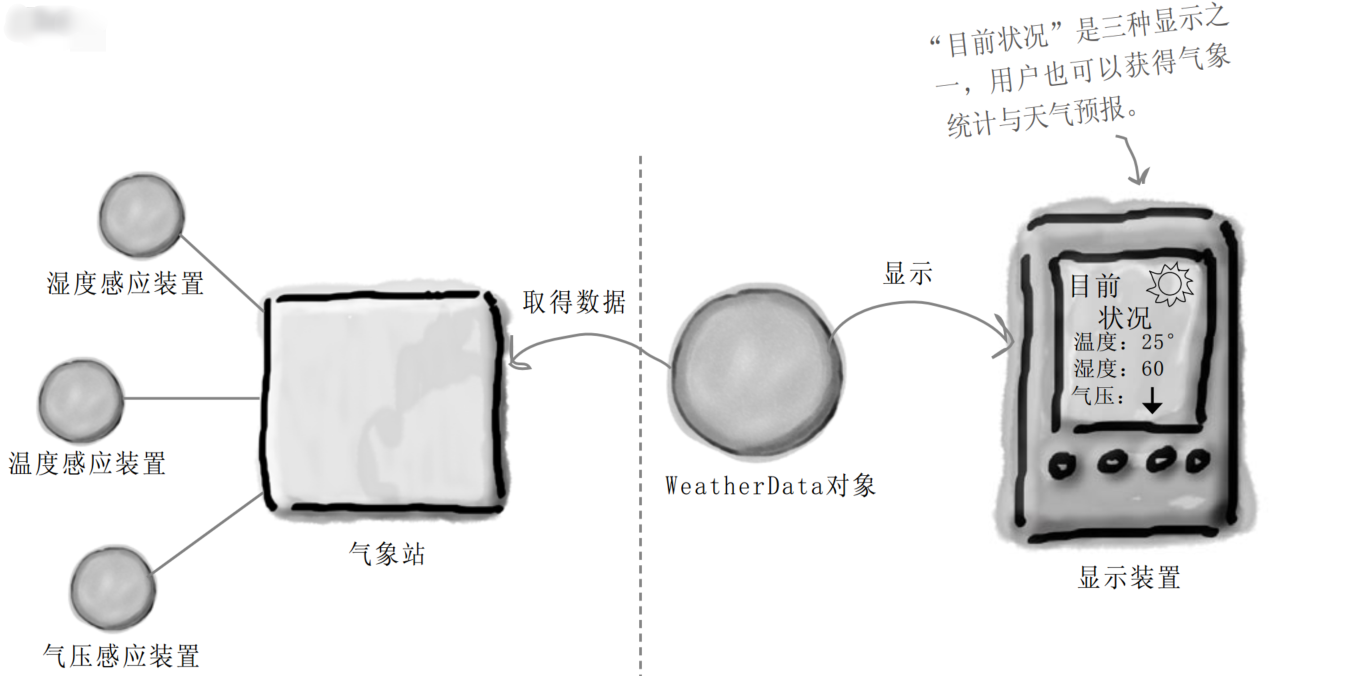 “目前状况”是三种显示之
一，用户也可以获得气象
统计与天气预报。
湿度感应装置
温度感应装置
气压感应装置
气象站
取得数据
WeatherData对象
显示
目前
状况
温度：25°
湿度：60
气压：
显示装置